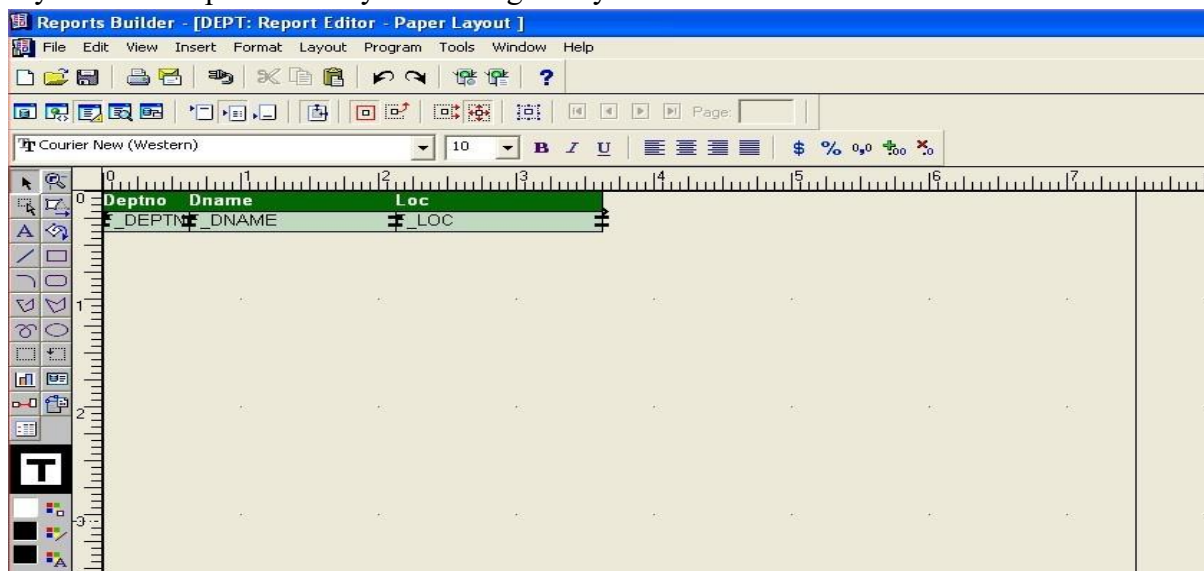 Reports Builder - [DEPT: Report Editor - Paper Layout ]
File Edit View Insert Format Layout Program Tools Window Help
Page:
Courier New (Western) 10 B I U $ % 0,0
0 1 2 3 4 5 6 7
Deptno Dname Loc
F_DEPTN F_DNAME F_LOC
0
1
2
3